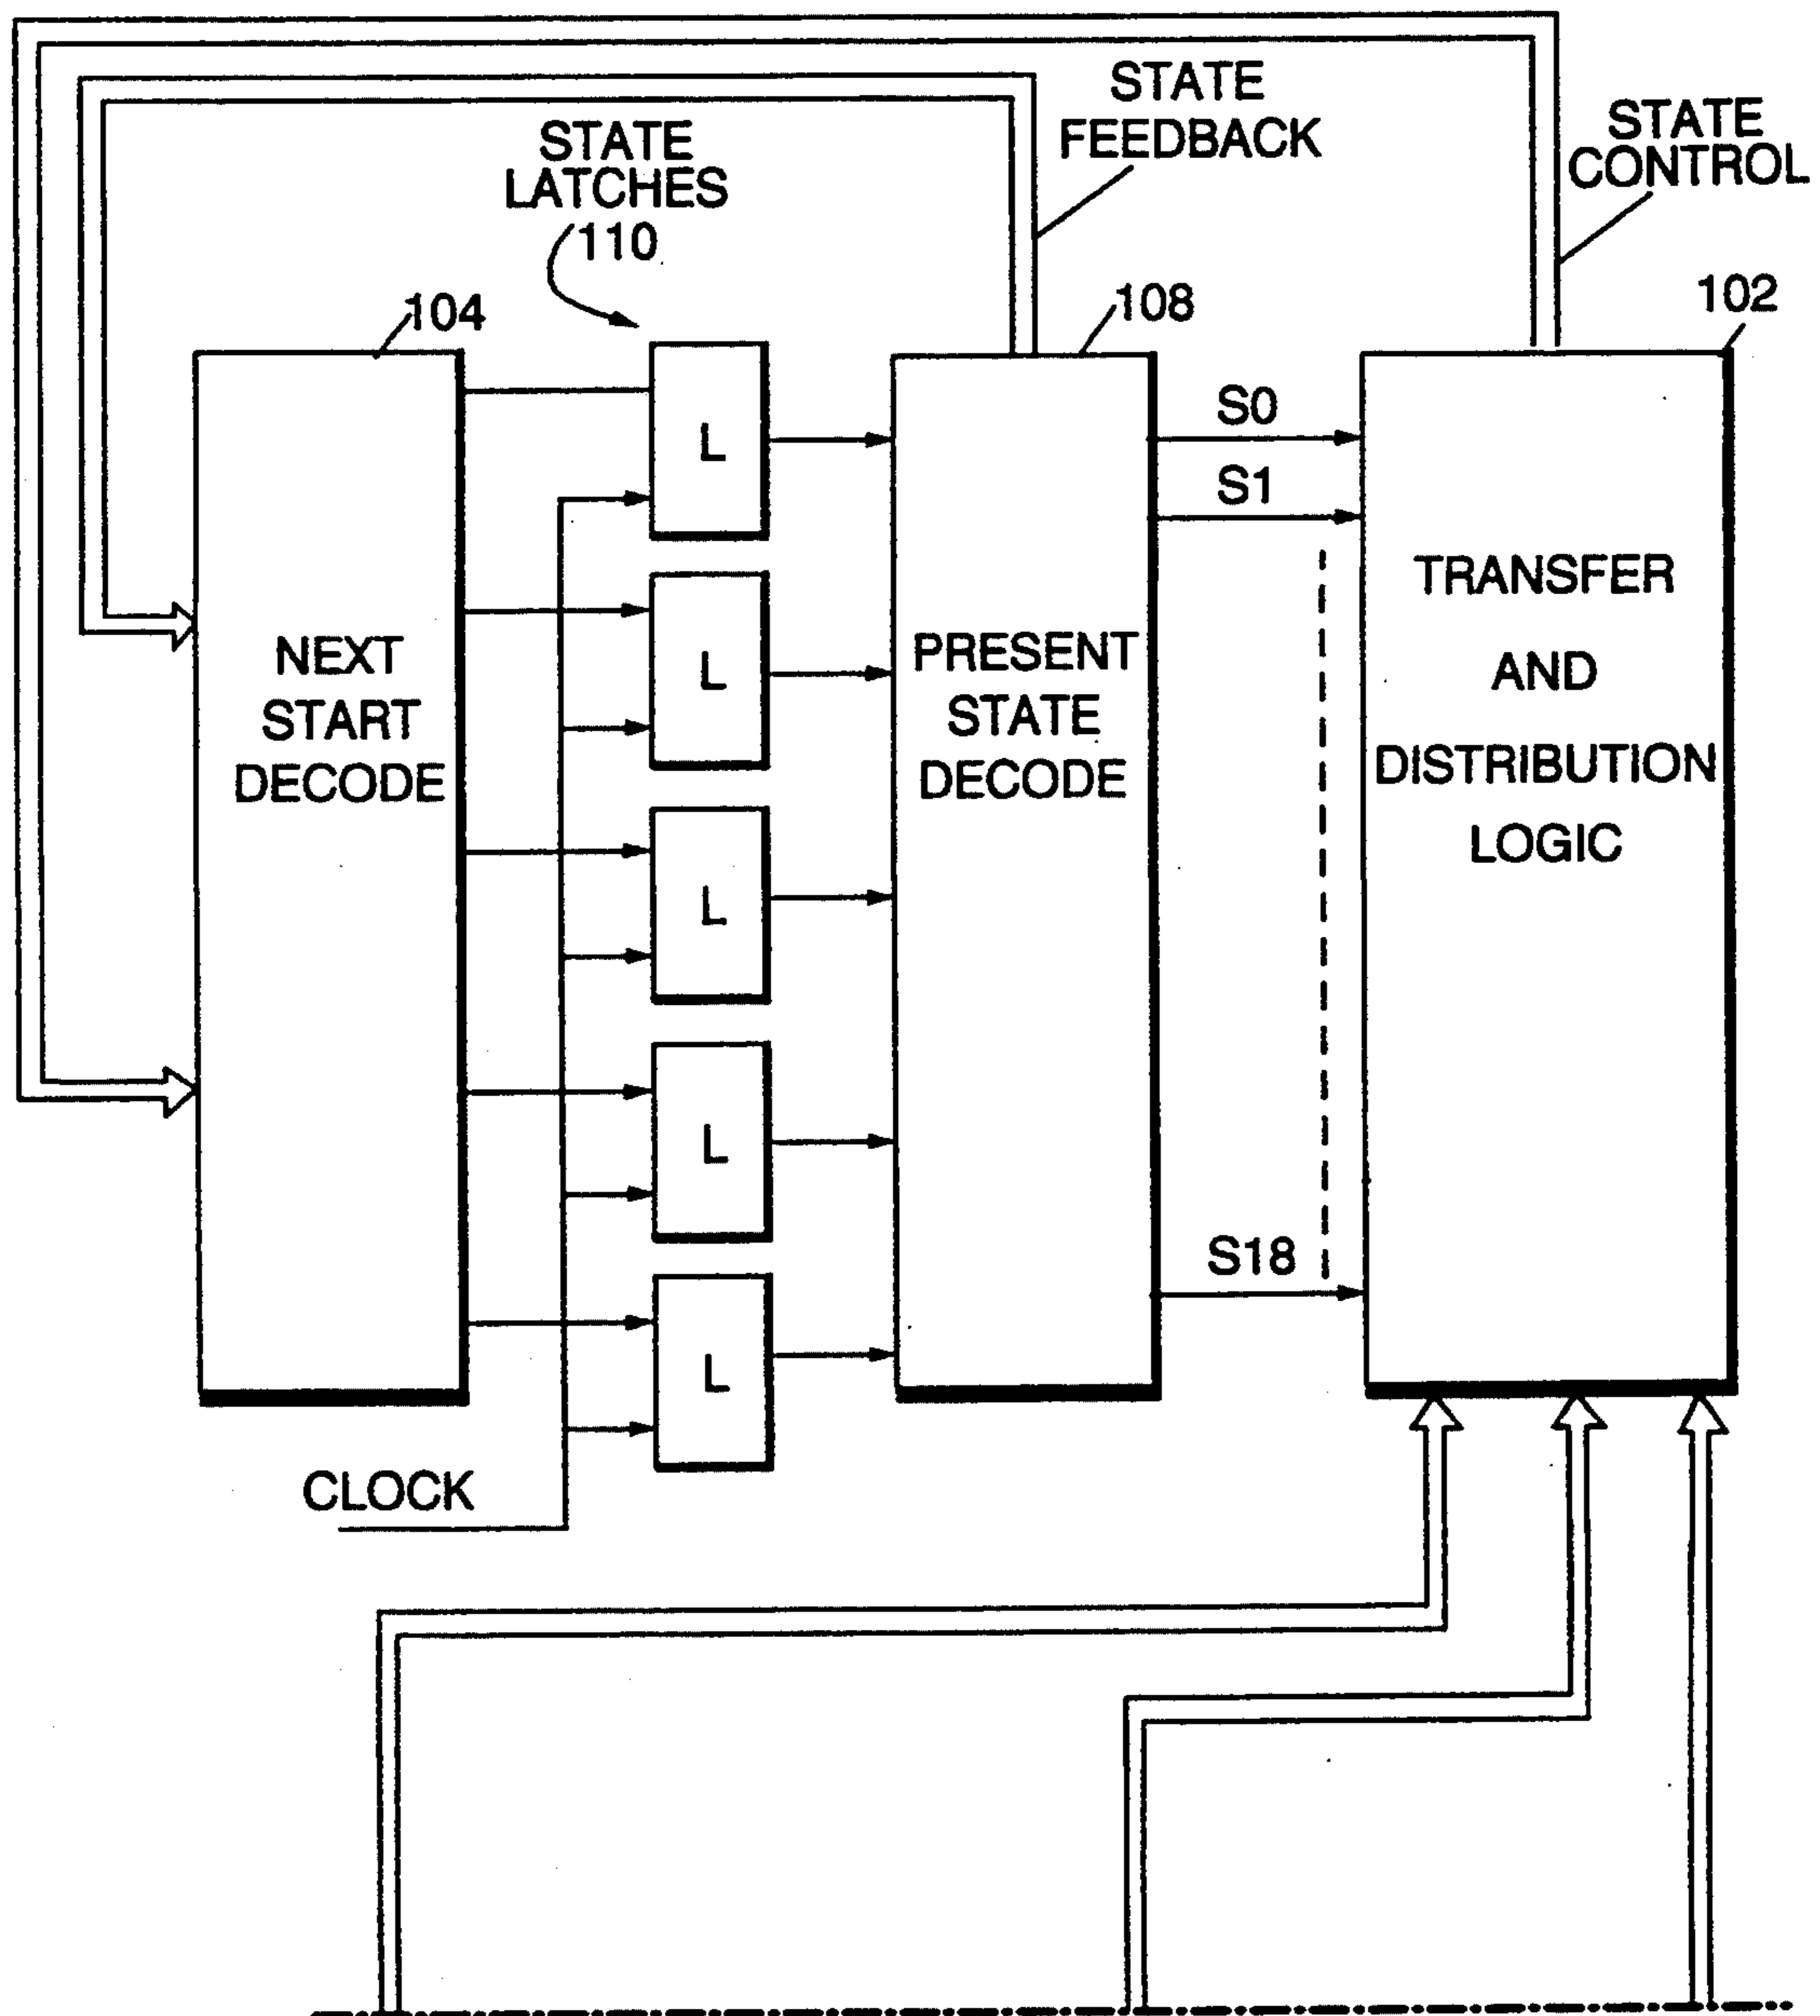 STATE
FEEDBACK
STATE
CONTROL
STATE
LATCHES
110
104
108
102
NEXT
START
DECODE
L
L
L
L
L
PRESENT
STATE
DECODE
S0
S1
S18
TRANSFER
AND
DISTRIBUTION
LOGIC
CLOCK